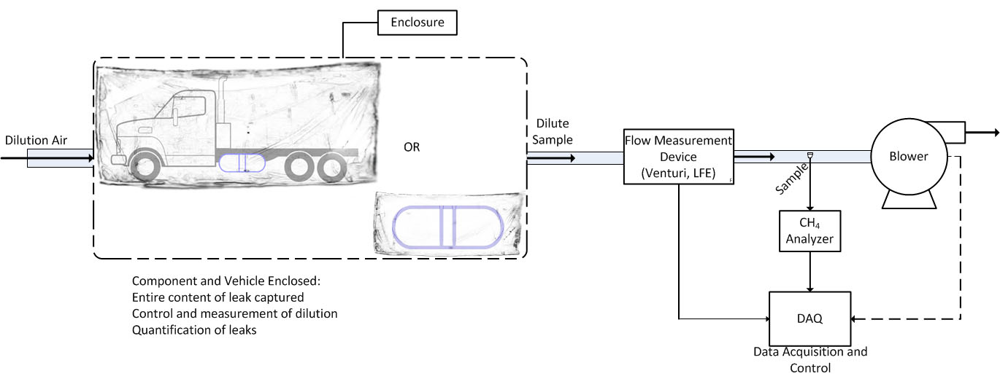 Enclosure
Dilution Air
OR
Dilute
Sample
Flow Measurement
Device
(Venturi, LFE)
F
Sample
Blower
CH₄
Analyzer
DAQ
Data Acquisition and
Control
Component and Vehicle Enclosed:
Entire content of leak captured
Control and measurement of dilution
Quantification of leaks